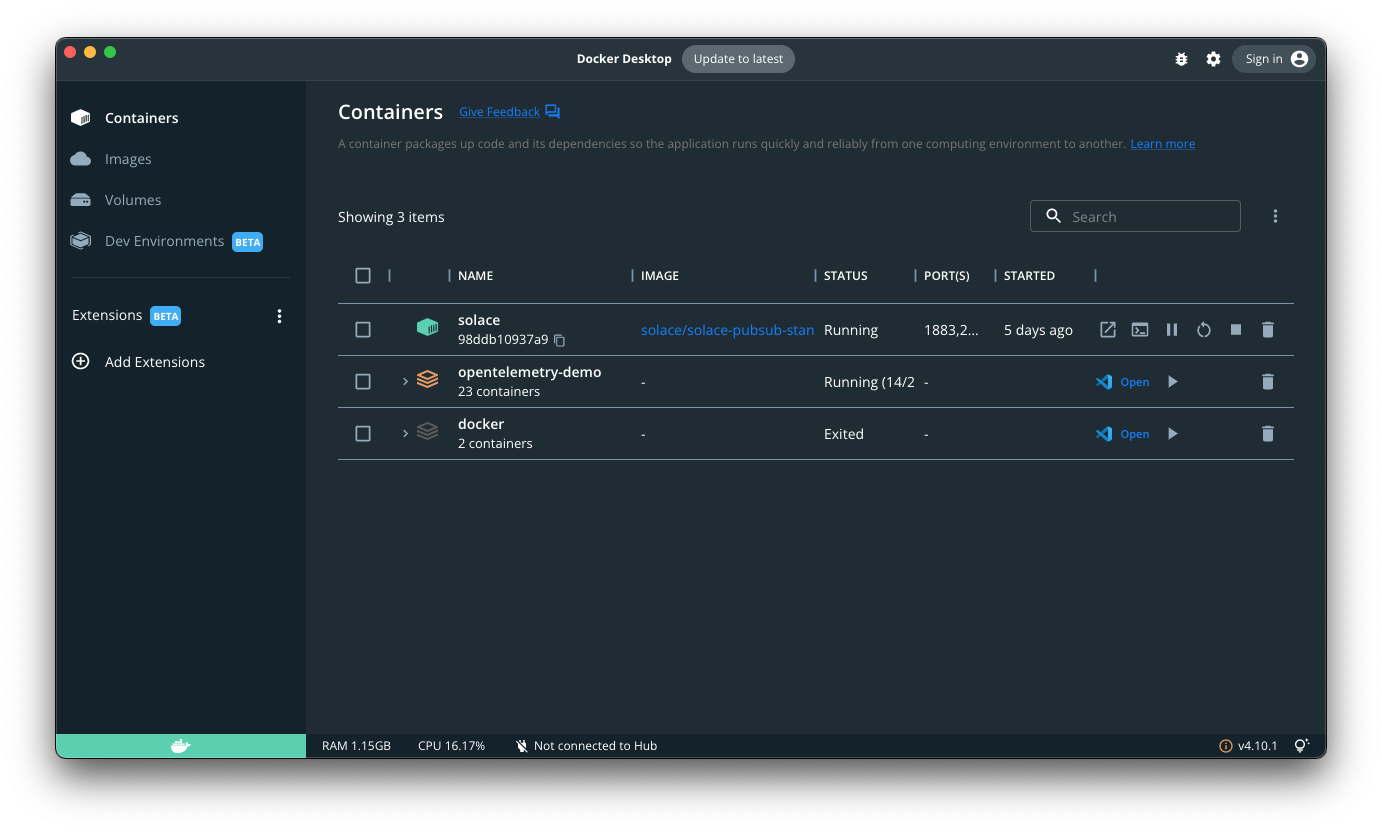 Docker Desktop Update to latest Sign in
Containers
Images
Volumes
Dev Environments BETA
Extensions BETA
Add Extensions
Containers Give Feedback
A container packages up code and its dependencies so the application runs quickly and reliably from one computing environment to another. Learn more
Showing 3 items Search
NAME IMAGE STATUS PORT(S) STARTED
solace
98ddb10937a9 solace/solace-pubsub-stan Running 1883,2... 5 days ago
opentelemetry-demo
23 containers - Running (14/2 - Open
docker
2 containers - Exited - Open
RAM 1.15GB CPU 16.17% Not connected to Hub v4.10.1